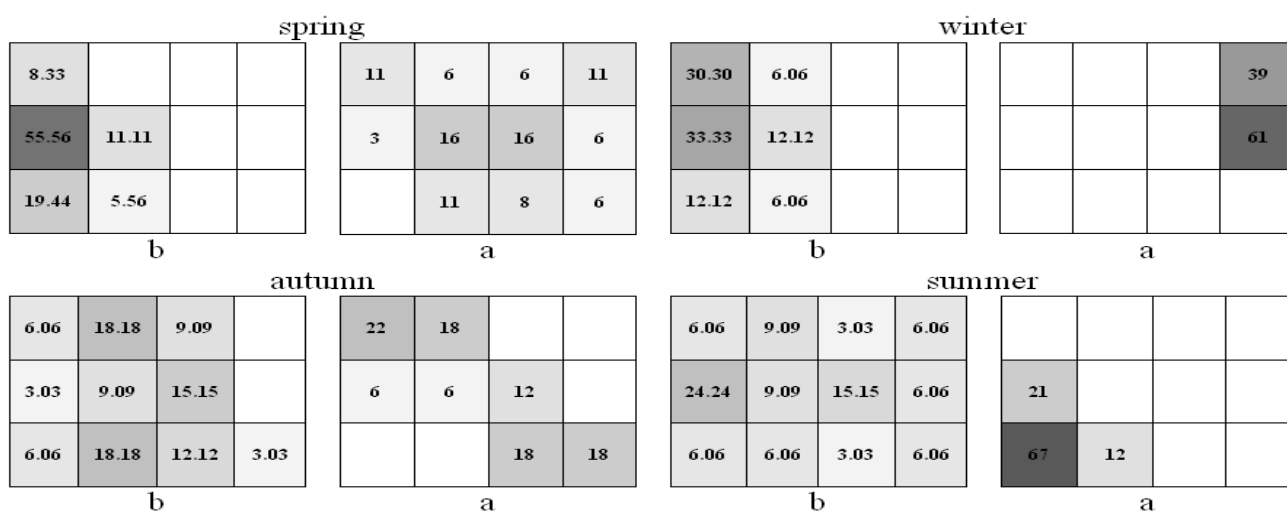 spring winter
8.33 11 6 6 11 30.30 6.06 39
55.56 11.11 3 16 16 6 33.33 12.12 61
19.44 5.56 11 8 6 12.12 6.06
b a b a
autumn summer
6.06 18.18 9.09 22 18 6.06 9.09 3.03 6.06
3.03 9.09 15.15 6 6 12 24.24 9.09 15.15 6.06 21
6.06 18.18 12.12 3.03 18 18 6.06 6.06 3.03 6.06 67 12
b a b a